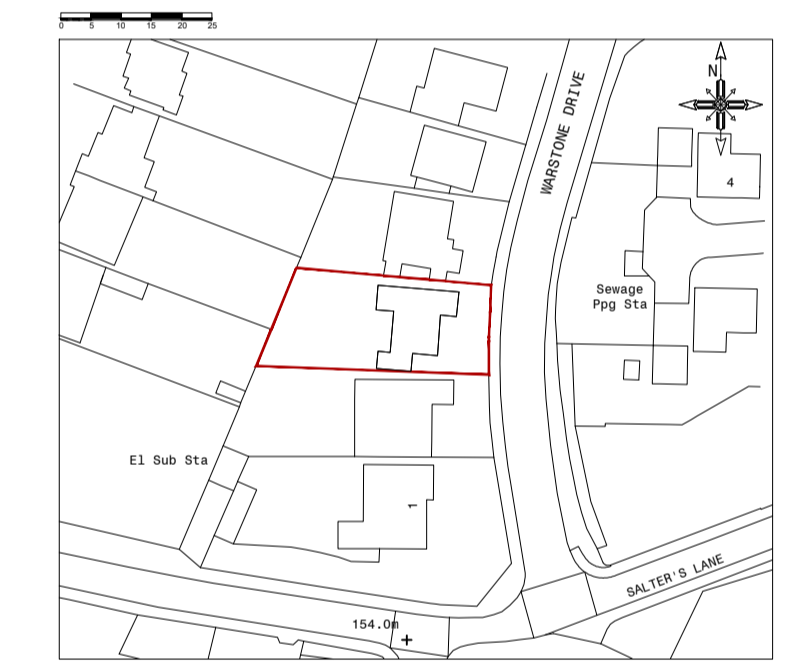 0 5 10 15 20 25
N
WARSTONE DRIVE
4
Sewage
Ppg Sta
El Sub Sta
1
SALTER'S LANE
154.0m